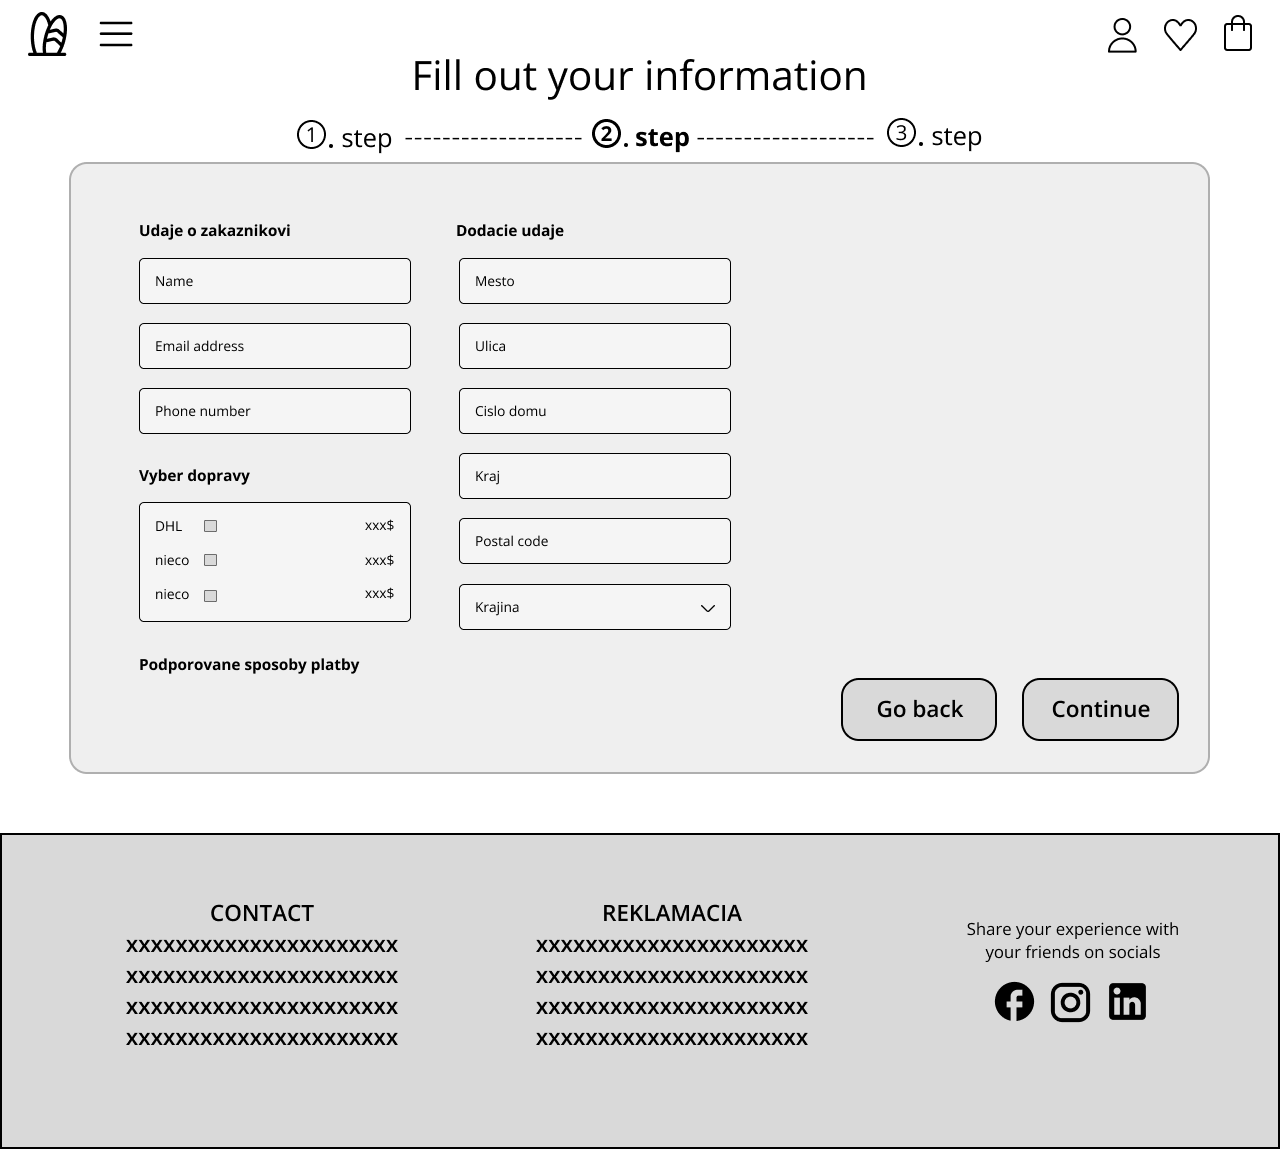 Fill out your information
1. step ------------------- 2. step ------------------- 3. step
Udaje o zakaznikovi
Name
Email address
Phone number
Vyber dopravy
DHL xxx$
nieco xxx$
nieco xxx$
Podporovane sposoby platby
Dodacie udaje
Mesto
Ulica
Cislo domu
Kraj
Postal code
Krajina
Go back
Continue
CONTACT
xxxxxxxxxxxxxxxxxxxxxx
xxxxxxxxxxxxxxxxxxxxxx
xxxxxxxxxxxxxxxxxxxxxx
xxxxxxxxxxxxxxxxxxxxxx
REKLAMACIA
xxxxxxxxxxxxxxxxxxxxxx
xxxxxxxxxxxxxxxxxxxxxx
xxxxxxxxxxxxxxxxxxxxxx
xxxxxxxxxxxxxxxxxxxxxx
Share your experience with
your friends on socials